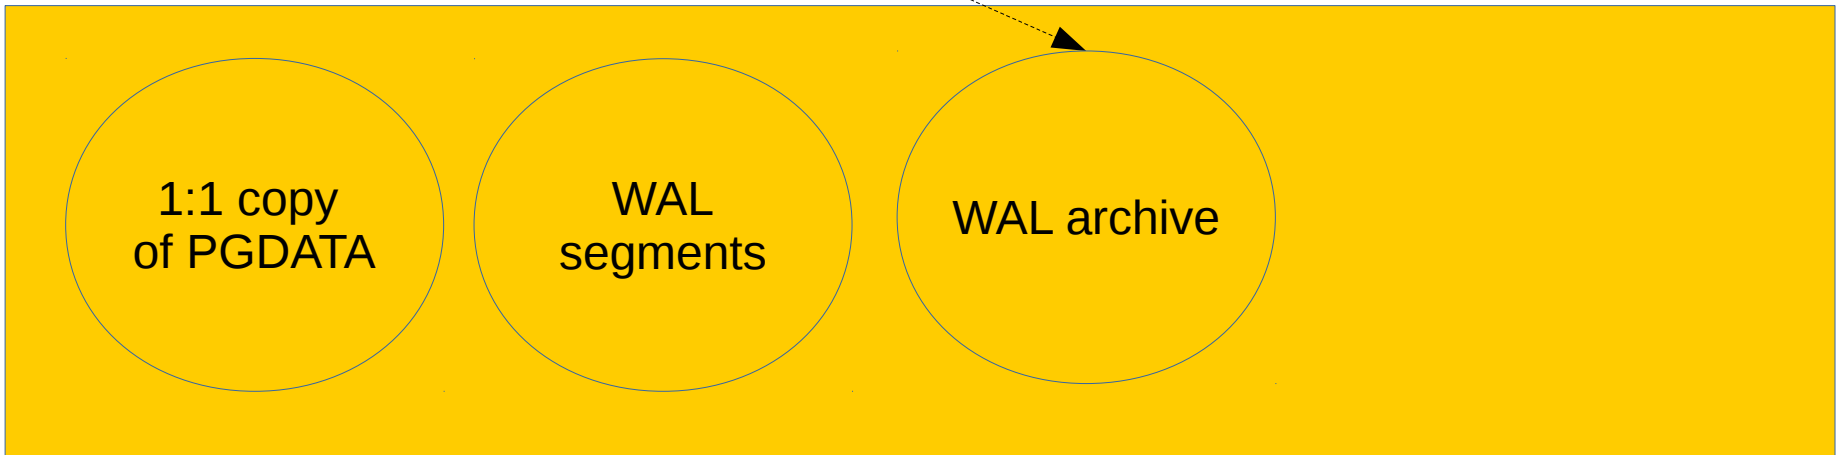 1:1 copy
of PGDATA
WAL
segments
WAL archive